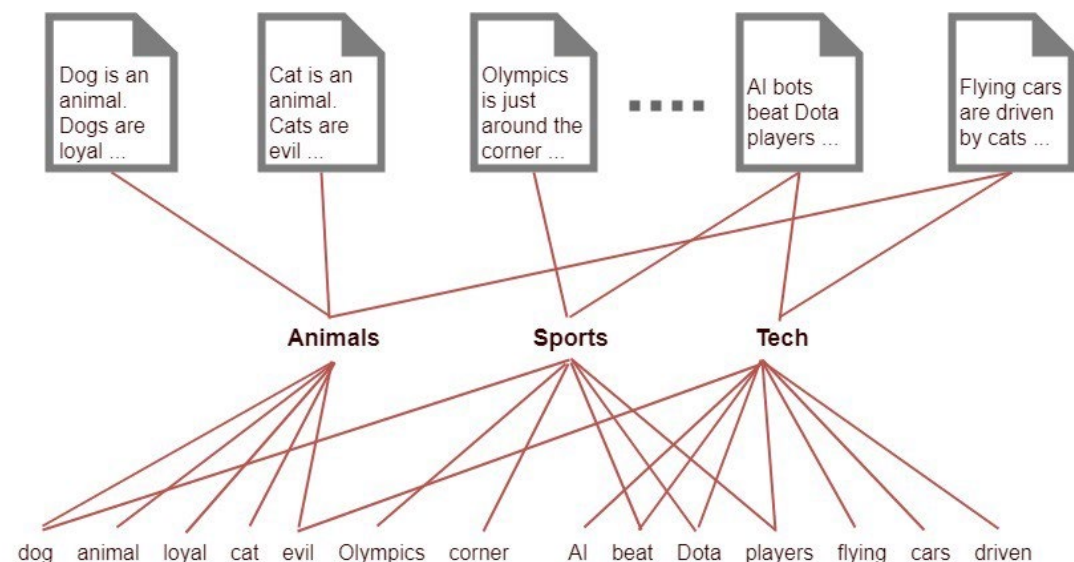 Dog is an
animal.
Dogs are
loyal ...
Cat is an
animal.
Cats are
evil ...
Olympics
is just
around the
corner ...
AI bots
beat Dota
players ...
Flying cars
are driven
by cats ...
Animals Sports Tech
dog animal loyal cat evil Olympics corner AI beat Dota players flying cars driven